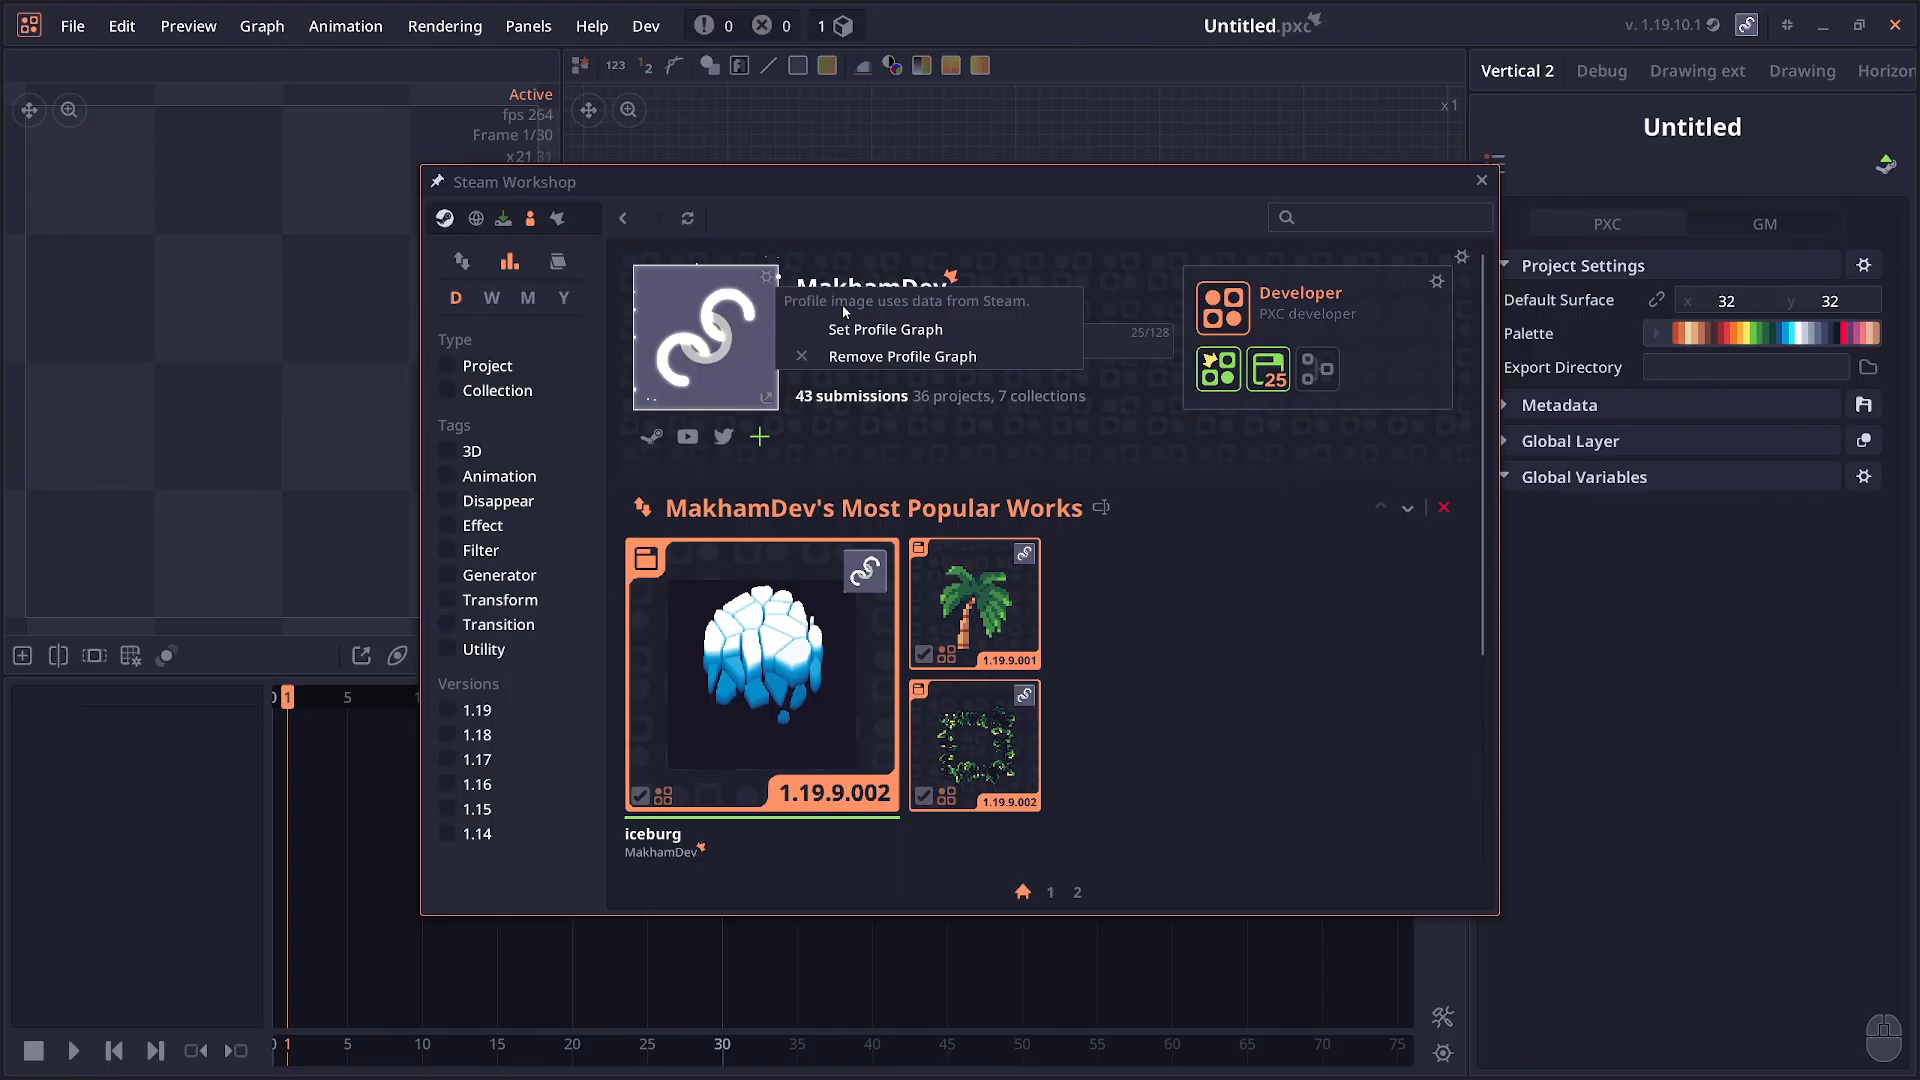 File Edit Preview Graph Animation Rendering Panels Help Dev 0 0 1 Untitled.pxc v. 1.19.10.1
123
Active
fps 264
Frame 1/30
x21.31
x1
Vertical 2 Debug Drawing ext Drawing Horizon
Untitled
PXC GM
Project Settings
Default Surface x 32 y 32
Palette
Export Directory
Metadata
Global Layer
Global Variables
Steam Workshop
D W M Y
Type
Project
Collection
Tags
3D
Animation
Disappear
Effect
Filter
Generator
Transform
Transition
Utility
Versions
1.19
1.18
1.17
1.16
1.15
1.14
MakhamDev
Profile image uses data from Steam.
Set Profile Graph
Remove Profile Graph
25/128
43 submissions 36 projects, 7 collections
Developer
PXC developer
25
MakhamDev's Most Popular Works
1.19.9.002
iceburg
MakhamDev
1.19.9.001
1.19.9.002
1 2
1 5
1 5 10 15 20 25 30 35 40 45 50 55 60 65 70 75